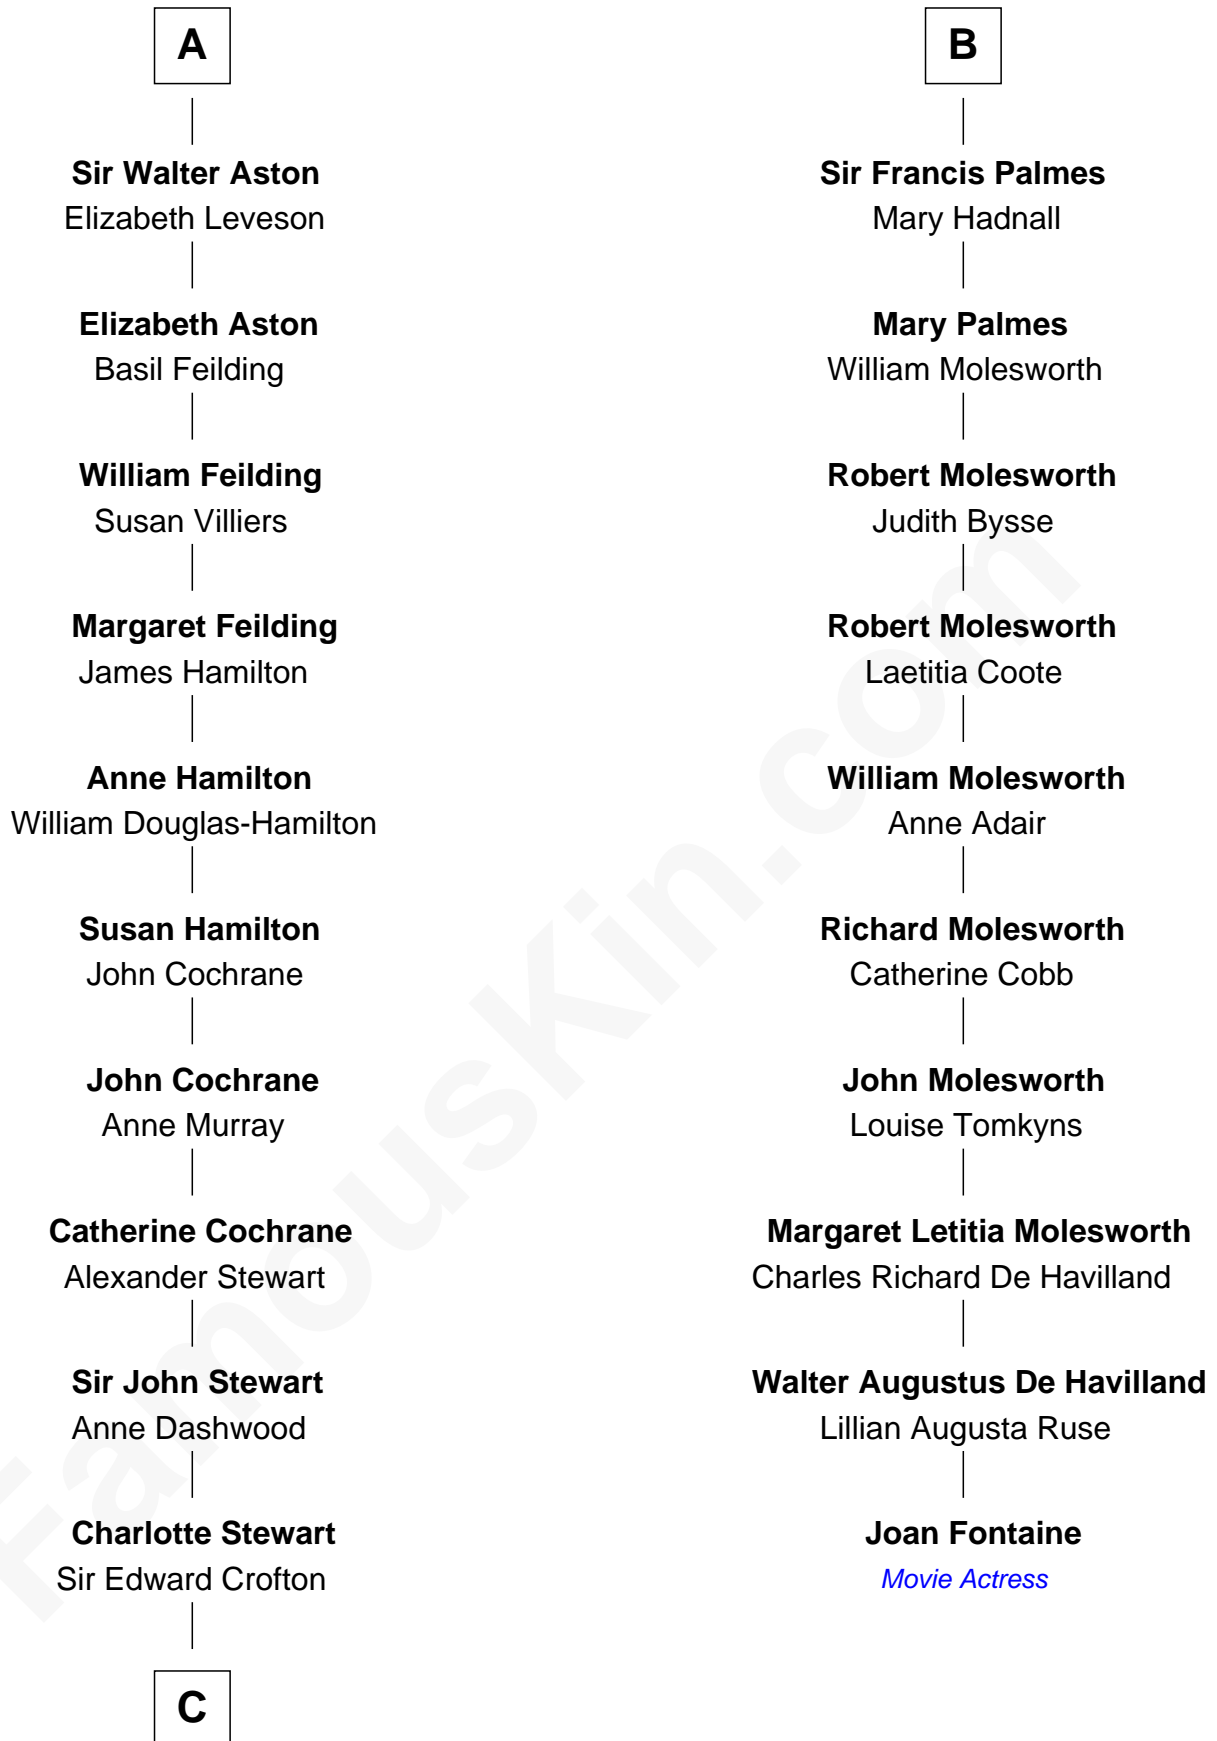 A
Sir Walter Aston
Elizabeth Leveson
Elizabeth Aston
Basil Feilding
William Feilding
Susan Villiers
Margaret Feilding
James Hamilton
Anne Hamilton
William Douglas-Hamilton
Susan Hamilton
John Cochrane
John Cochrane
Anne Murray
Catherine Cochrane
Alexander Stewart
Sir John Stewart
Anne Dashwood
Charlotte Stewart
Sir Edward Crofton
C
B
Sir Francis Palmes
Mary Hadnall
Mary Palmes
William Molesworth
Robert Molesworth
Judith Bysse
Robert Molesworth
Laetitia Coote
William Molesworth
Anne Adair
Richard Molesworth
Catherine Cobb
John Molesworth
Louise Tomkyns
Margaret Letitia Molesworth
Charles Richard De Havilland
Walter Augustus De Havilland
Lillian Augusta Ruse
Joan Fontaine
Movie Actress
FamousKin.com